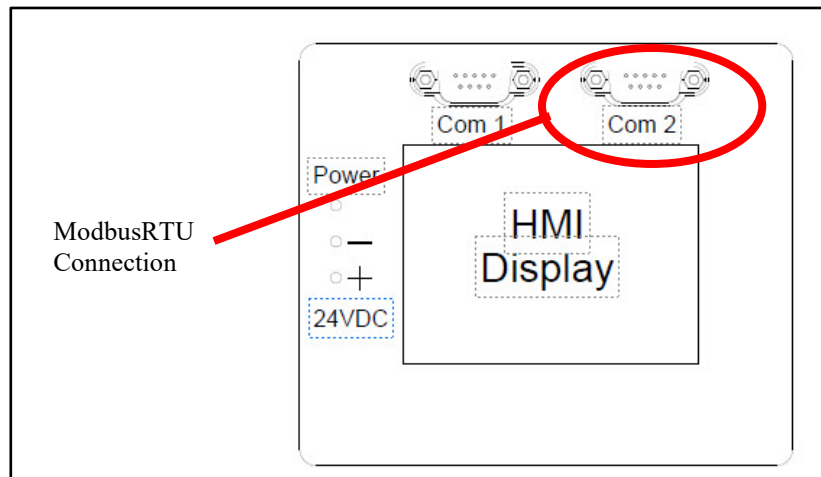 Com 1
Com 2
Power
ModbusRTU
Connection
−
+
24VDC
HMI
Display